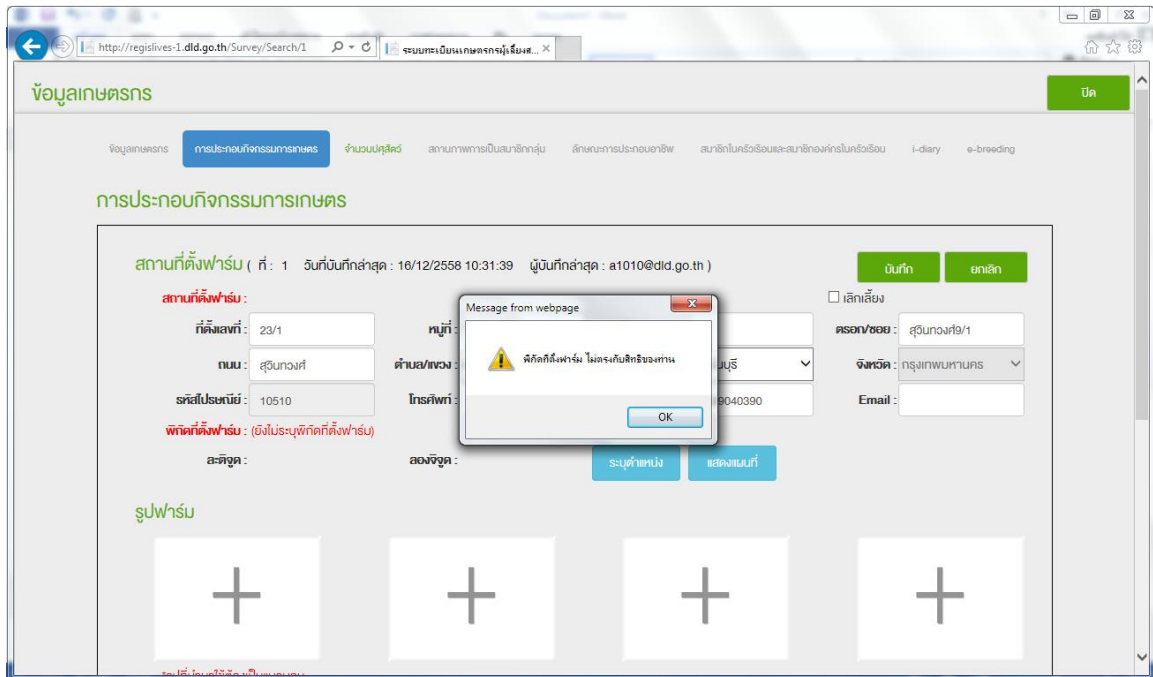 http://regislives-1.dld.go.th/Survey/Search/1 ระบบทะเบียนเกษตรกรผู้เลี้ยงส... ×
ข้อมูลเกษตรกร ปิด
ข้อมูลเกษตรกร การประกอบกิจกรรมการเกษตร จำนวนปศุสัตว์ สถานภาพการเป็นสมาชิกกลุ่ม ลักษณะการประกอบอาชีพ สมาชิกในครัวเรือนและสมาชิกองค์กรในครัวเรือน i-diary e-breeding
การประกอบกิจกรรมการเกษตร
สถานที่ตั้งฟาร์ม ( ที่ : 1 วันที่บันทึกล่าสุด : 16/12/2558 10:31:39 ผู้บันทึกล่าสุด : a1010@dld.go.th ) บันทึก ยกเลิก
สถานที่ตั้งฟาร์ม : เลิกเลี้ยง
Message from webpage
ที่ตั้งเลขที่ : 23/1 หมู่ที่ : ตรอก/ซอย : สุวินทวงศ์9/1
พิกัดที่ตั้งฟาร์ม ไม่ตรงกับสิทธิของท่าน
ถนน : สุวินทวงศ์ ตำบล/แขวง : นบุรี จังหวัด : กรุงเทพมหานคร
รหัสไปรษณีย์ : 10510 โทรศัพท์ : 9040390 Email :
OK
พิกัดที่ตั้งฟาร์ม : (ยังไม่ระบุพิกัดที่ตั้งฟาร์ม)
ละติจูด : ลองจิจูด : ระบุตำแหน่ง แสดงแผนที่
รูปฟาร์ม